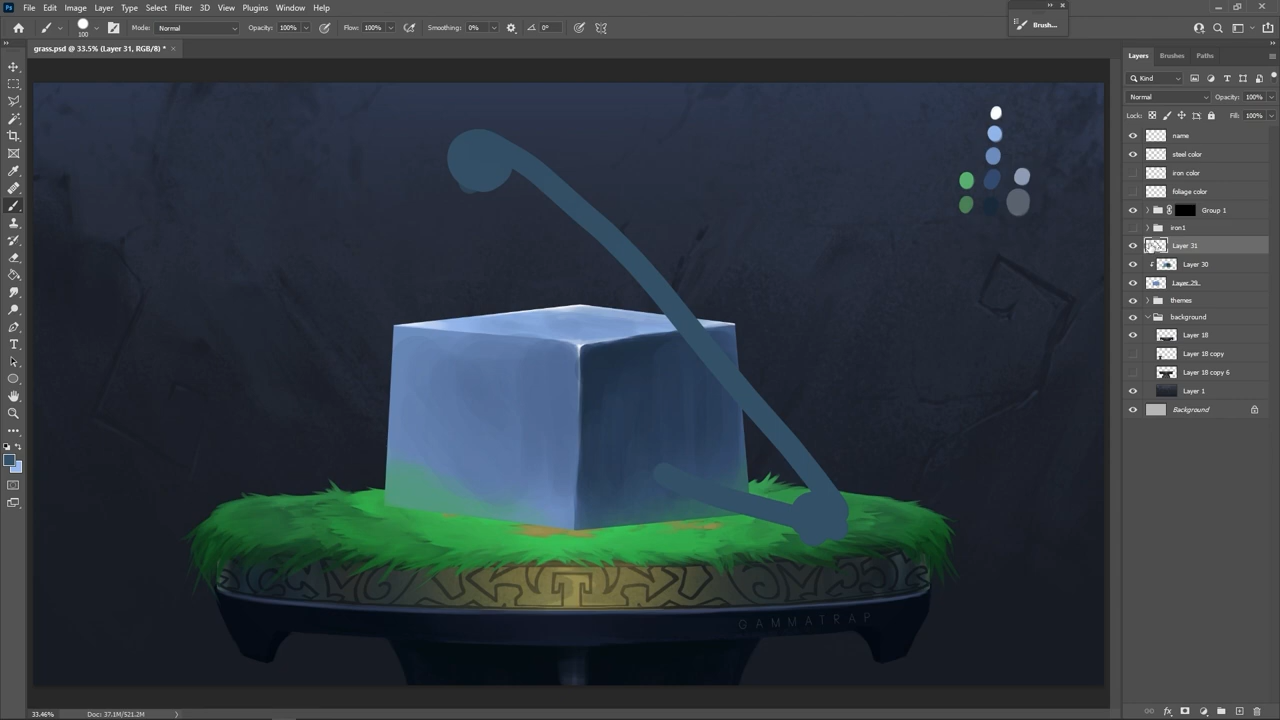 Ps File Edit Image Layer Type Select Filter 3D View Plugins Window Help
100 Mode: Normal Opacity: 100% Flow: 100% Smoothing: 0% 0°
Brush...
grass.psd @ 33.5% (Layer 31, RGB/8) * ×
Layers Brushes Paths
Kind
Normal Opacity: 100%
Lock: Fill: 100%
name
steel color
iron color
foliage color
Group 1
iron1
Layer 31
Layer 30
Layer 29
themes
background
Layer 18
Layer 18 copy
Layer 18 copy 6
Layer 1
Background
GAMMATRAP
33.46% Doc: 37.1M/521.2M